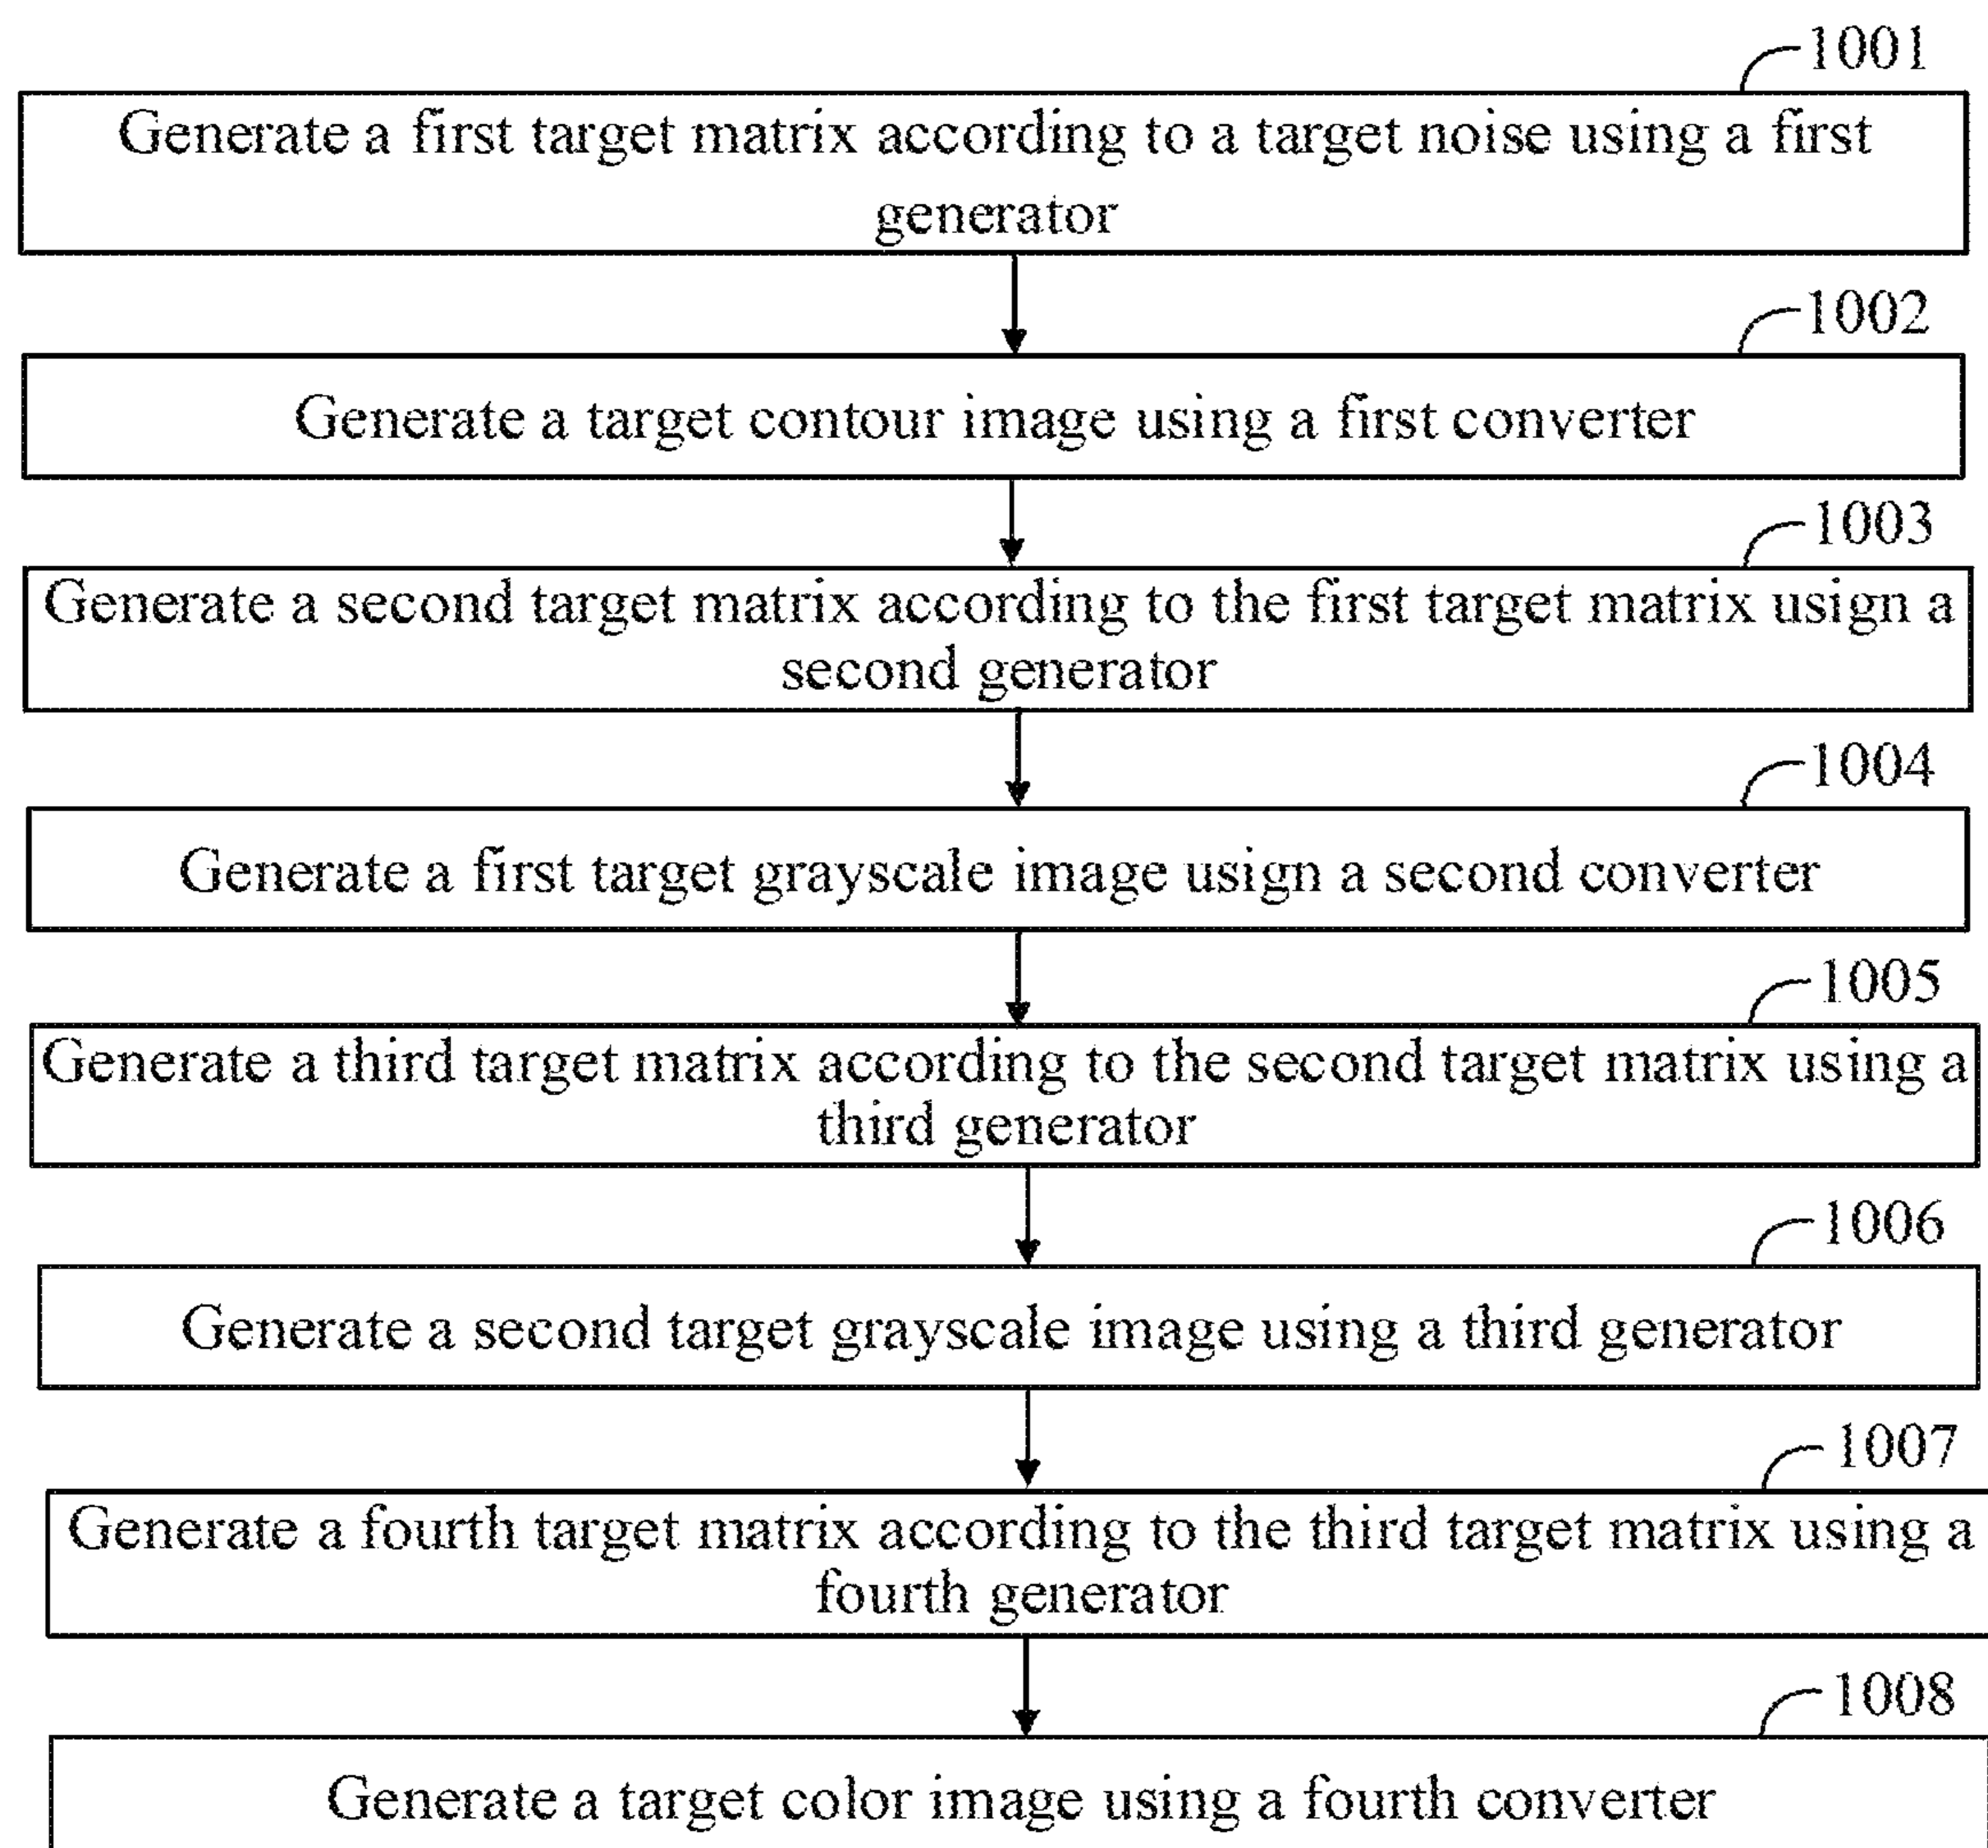 1001
Generate a first target matrix according to a target noise using a first
generator
1002
Generate a target contour image using a first converter
1003
Generate a second target matrix according to the first target matrix usign a
second generator
1004
Generate a first target grayscale image usign a second converter
1005
Generate a third target matrix according to the second target matrix using a
third generator
1006
Generate a second target grayscale image using a third generator
1007
Generate a fourth target matrix according to the third target matrix using a
fourth generator
1008
Generate a target color image using a fourth converter